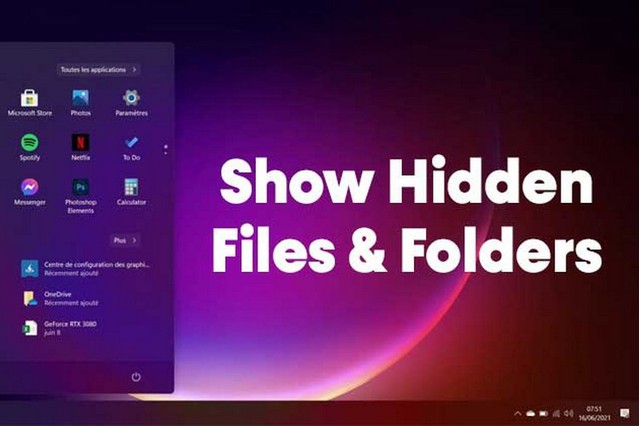 Toutes les applications >
Microsoft Store
Photos
Paramètres
Spotify
Netflix
To Do
Messenger
Photoshop Elements
Calculator
Plus >
Centre de configuration des graphi...
Récemment ajouté
OneDrive
Récemment ajouté
GeForce RTX 3080
juin 8
Show Hidden
Files & Folders
07:51
16/06/2021